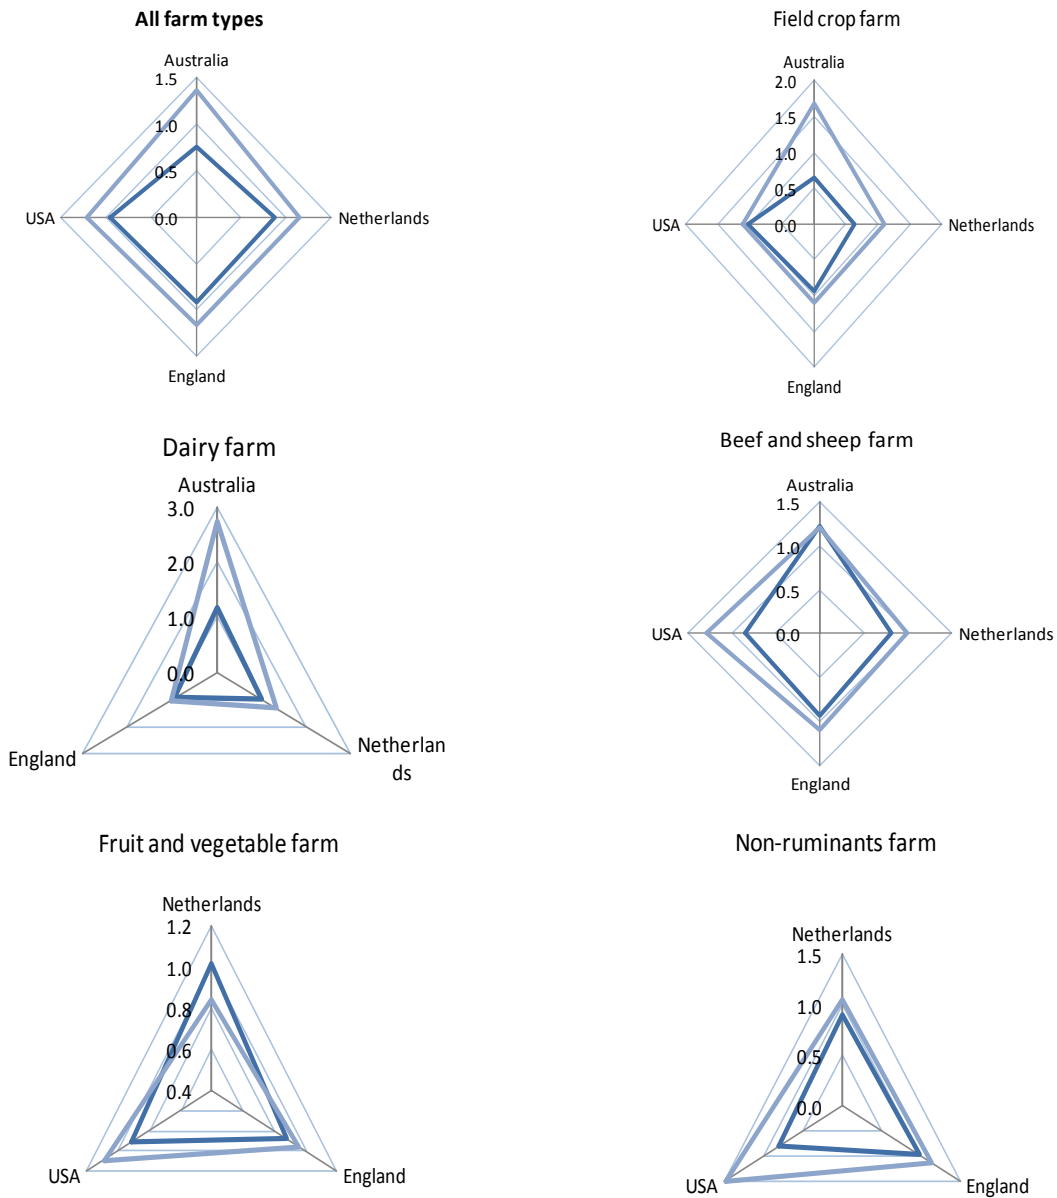 All farm types
Australia
1.5
1.0
0.5
0.0
USA
Netherlands
England
Field crop farm
Australia
2.0
1.5
1.0
0.5
0.0
USA
Netherlands
England
Dairy farm
Australia
3.0
2.0
1.0
0.0
England
Netherlan
ds
Beef and sheep farm
Australia
1.5
1.0
0.5
0.0
USA
Netherlands
England
Fruit and vegetable farm
Netherlands
1.2
1.0
0.8
0.6
0.4
USA
England
Non-ruminants farm
Netherlands
1.5
1.0
0.5
0.0
USA
England